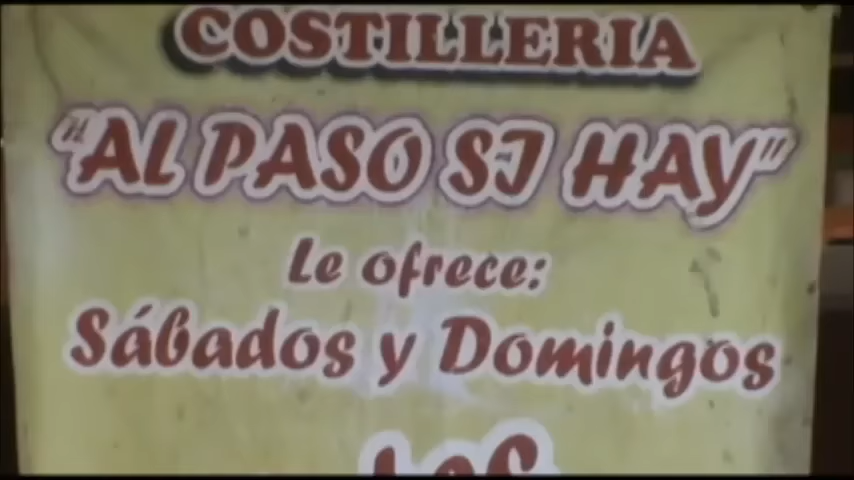 COSTILLERIA
"AL PASO SI HAY"
Le ofrece:
Sábados y Domingos